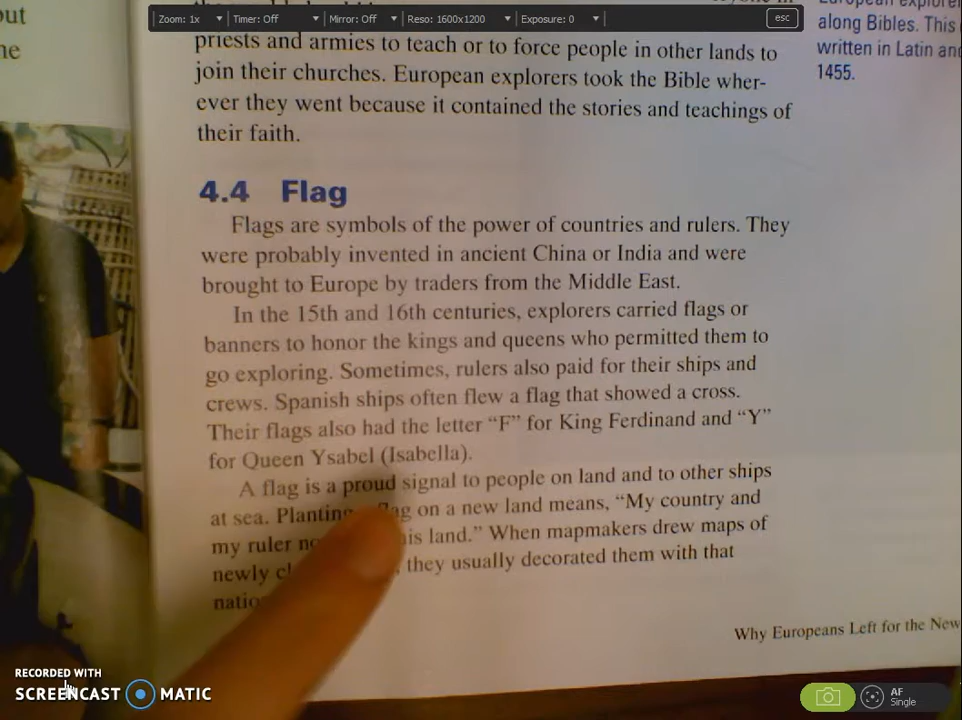 out
he
Zoom: 1x Timer: Off Mirror: Off Reso: 1600x1200 Exposure: 0 esc
priests and armies to teach or to force people in other lands to
join their churches. European explorers took the Bible wher-
ever they went because it contained the stories and teachings of
their faith.
4.4 Flag
Flags are symbols of the power of countries and rulers. They
were probably invented in ancient China or India and were
brought to Europe by traders from the Middle East.
In the 15th and 16th centuries, explorers carried flags or
banners to honor the kings and queens who permitted them to
go exploring. Sometimes, rulers also paid for their ships and
crews. Spanish ships often flew a flag that showed a cross.
Their flags also had the letter “F” for King Ferdinand and “Y”
for Queen Ysabel (Isabella).
A flag is a proud signal to people on land and to other ships
at sea. Planting flag on a new land means, “My country and
my ruler land.” When mapmakers drew maps of
newly they usually decorated them with that
European
along Bibles. This
written in Latin and
1455.
Why Europeans Left for the New
RECORDED WITH
SCREENCAST MATIC
AF
Single